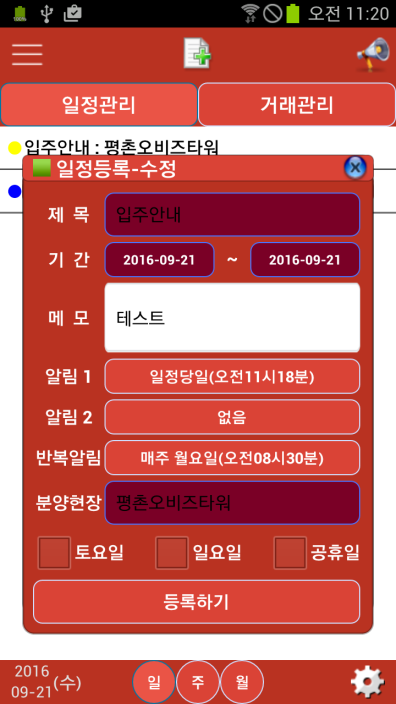 오전 11:20
일정관리 거래관리
입주안내 : 평촌오비즈타워
일정등록-수정
제 목 입주안내
기 간 2016-09-21 ~ 2016-09-21
메 모 테스트
알림 1 일정당일(오전11시18분)
알림 2 없음
반복알림 매주 월요일(오전08시30분)
분양현장 평촌오비즈타워
토요일 일요일 공휴일
등록하기
2016
09-21 (수) 일 주 월